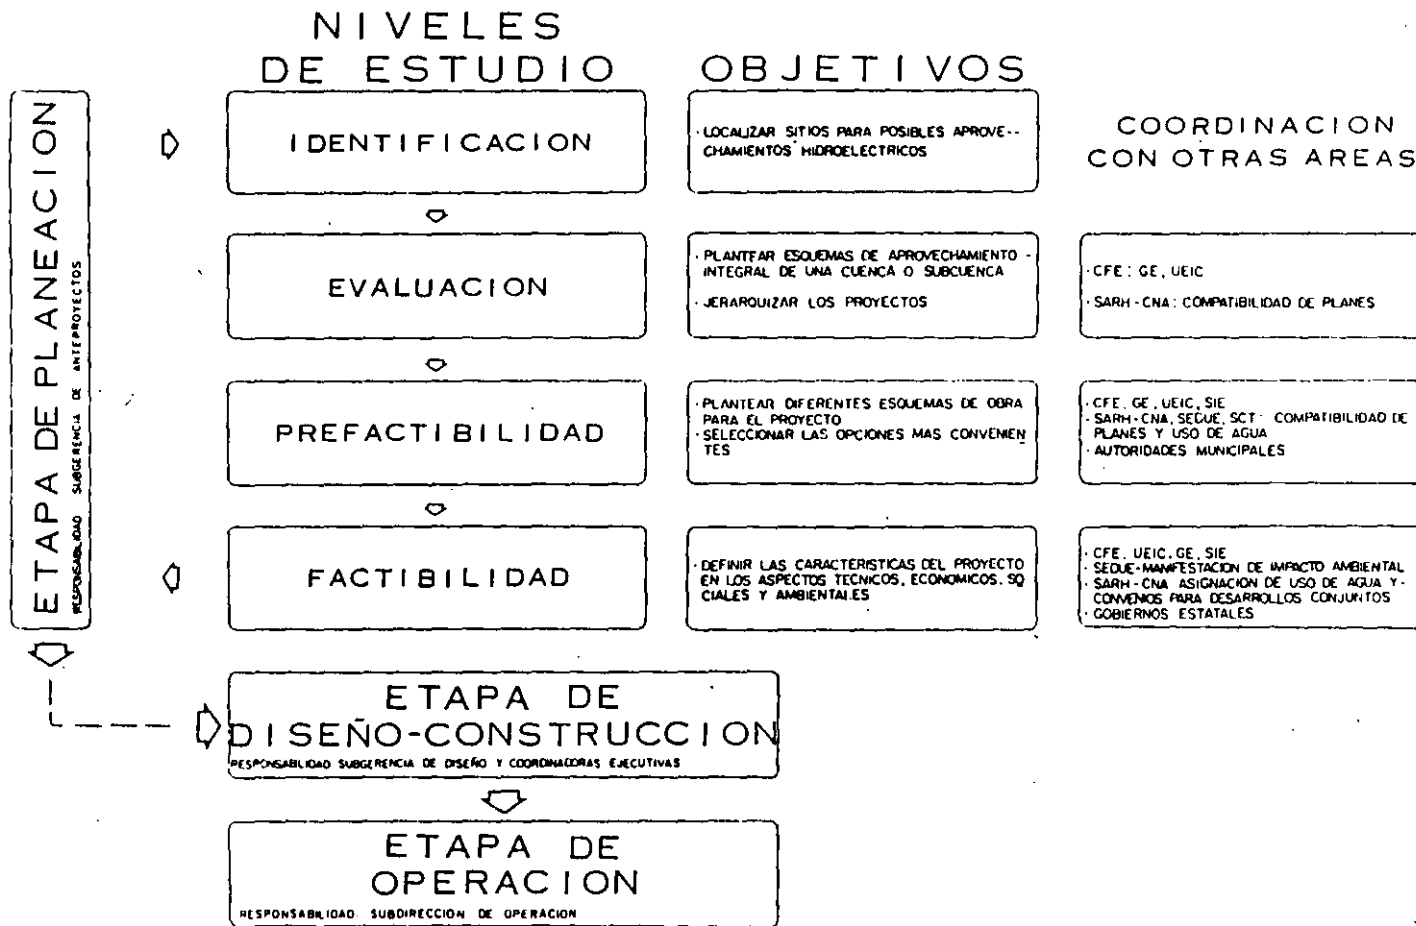 NIVELES
DE ESTUDIO
OBJETIVOS
COORDINACION
CON OTRAS AREAS
ETAPA DE PLANEACION
RESPONSABILIDAD SUBGERENCIA DE ANTEPROYECTOS
IDENTIFICACION
· LOCALIZAR SITIOS PARA POSIBLES APROVE--
CHAMIENTOS HIDROELECTRICOS
EVALUACION
· PLANTEAR ESQUEMAS DE APROVECHAMIENTO -
INTEGRAL DE UNA CUENCA O SUBCUENCA
· JERARQUIZAR LOS PROYECTOS
· CFE: GE, UEIC
· SARH-CNA: COMPATIBILIDAD DE PLANES
PREFACTIBILIDAD
· PLANTEAR DIFERENTES ESQUEMAS DE OBRA
PARA EL PROYECTO
· SELECCIONAR LAS OPCIONES MAS CONVENIEN
TES
· CFE, GE, UEIC, SIE
· SARH-CNA, SEDUE, SCT: COMPATIBILIDAD DE
PLANES Y USO DE AGUA
· AUTORIDADES MUNICIPALES
FACTIBILIDAD
· DEFINIR LAS CARACTERISTICAS DEL PROYECTO
EN LOS ASPECTOS TECNICOS, ECONOMICOS, SO
CIALES Y AMBIENTALES
· CFE, UEIC, GE, SIE
· SEDUE-MANIFESTACION DE IMPACTO AMBIENTAL
· SARH-CNA ASIGNACION DE USO DE AGUA Y-
CONVENIOS PARA DESARROLLOS CONJUNTOS
· GOBIERNOS ESTATALES
ETAPA DE
DISEÑO-CONSTRUCCION
RESPONSABILIDAD SUBGERENCIA DE DISEÑO Y COORDINADORAS EJECUTIVAS
ETAPA DE
OPERACION
RESPONSABILIDAD: SUBDIRECCION DE OPERACION